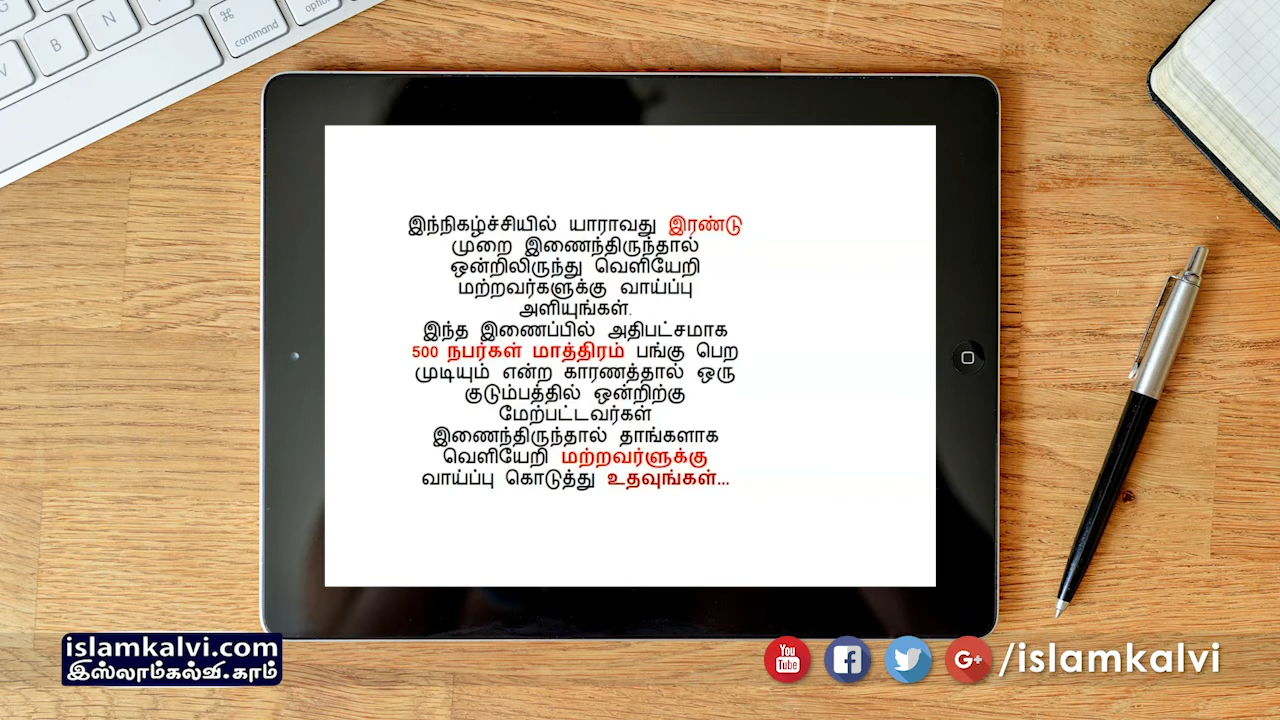 N
B
V
⌘
command
option
இந்நிகழ்ச்சியில் யாராவது இரண்டு
முறை இணைந்திருந்தால்
ஒன்றிலிருந்து வெளியேறி
மற்றவர்களுக்கு வாய்ப்பு
அளியுங்கள்.
இந்த இணைப்பில் அதிபட்சமாக
500 நபர்கள் மாத்திரம் பங்கு பெற
முடியும் என்ற காரணத்தால் ஒரு
குடும்பத்தில் ஒன்றிற்கு
மேற்பட்டவர்கள்
இணைந்திருந்தால் தாங்களாக
வெளியேறி மற்றவர்ளுக்கு
வாய்ப்பு கொடுத்து உதவுங்கள்...
islamkalvi.com
இஸ்லாம்கல்வி.காம்
You Tube
f
G+
/islamkalvi